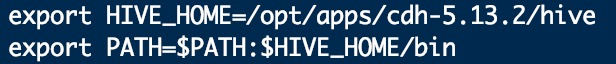 export HIVE_HOME=/opt/apps/cdh-5.13.2/hive
export PATH=$PATH:$HIVE_HOME/bin